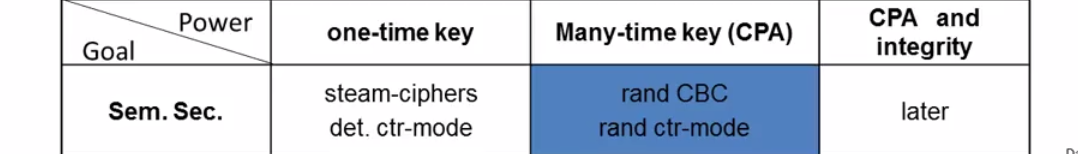 Power
Goal
one-time key
Many-time key (CPA)
CPA and
integrity
Sem. Sec.
steam-ciphers
det. ctr-mode
rand CBC
rand ctr-mode
later